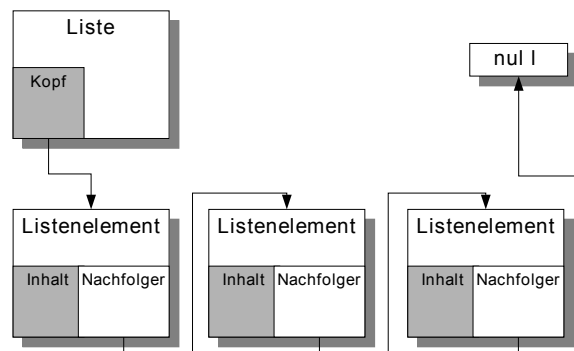 Liste
Kopf
nul l
Listenelement
Inhalt Nachfolger
Listenelement
Inhalt Nachfolger
Listenelement
Inhalt Nachfolger